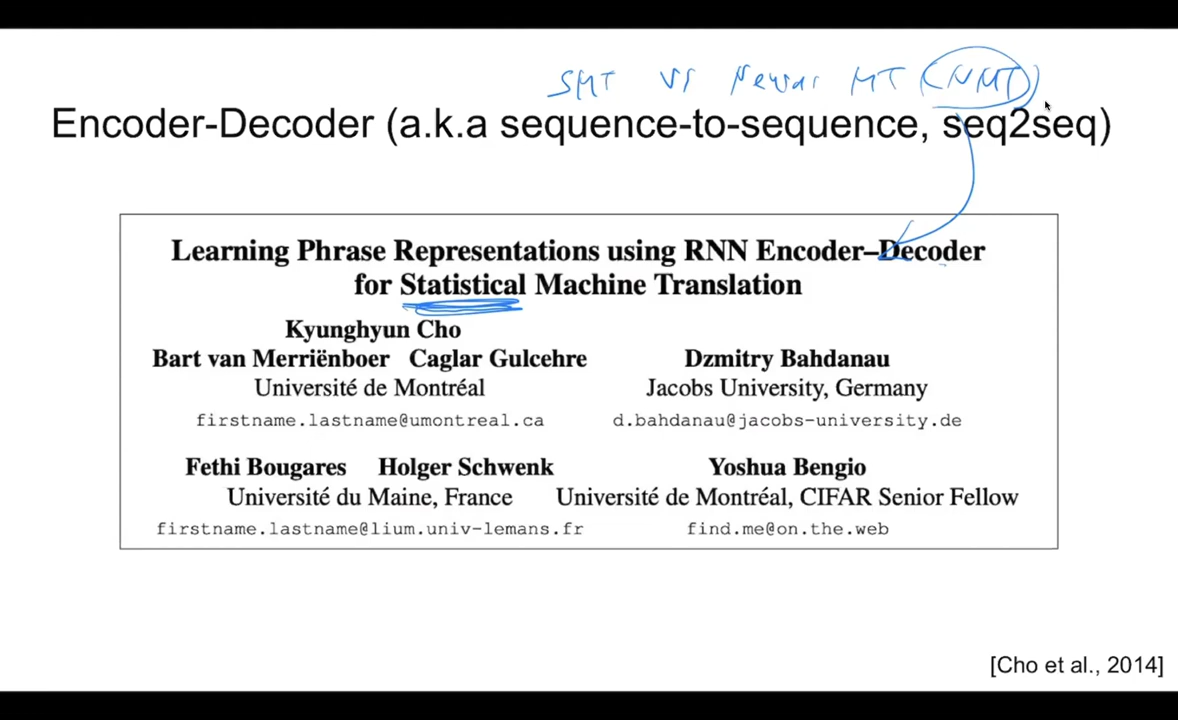 SMT vs Neural MT (NMT)
Encoder-Decoder (a.k.a sequence-to-sequence, seq2seq)
Learning Phrase Representations using RNN Encoder–Decoder
for Statistical Machine Translation
Kyunghyun Cho
Bart van Merriënboer Caglar Gulcehre
Université de Montréal
firstname.lastname@umontreal.ca
Dzmitry Bahdanau
Jacobs University, Germany
d.bahdanau@jacobs-university.de
Fethi Bougares Holger Schwenk
Université du Maine, France
firstname.lastname@lium.univ-lemans.fr
Yoshua Bengio
Université de Montréal, CIFAR Senior Fellow
find.me@on.the.web
[Cho et al., 2014]